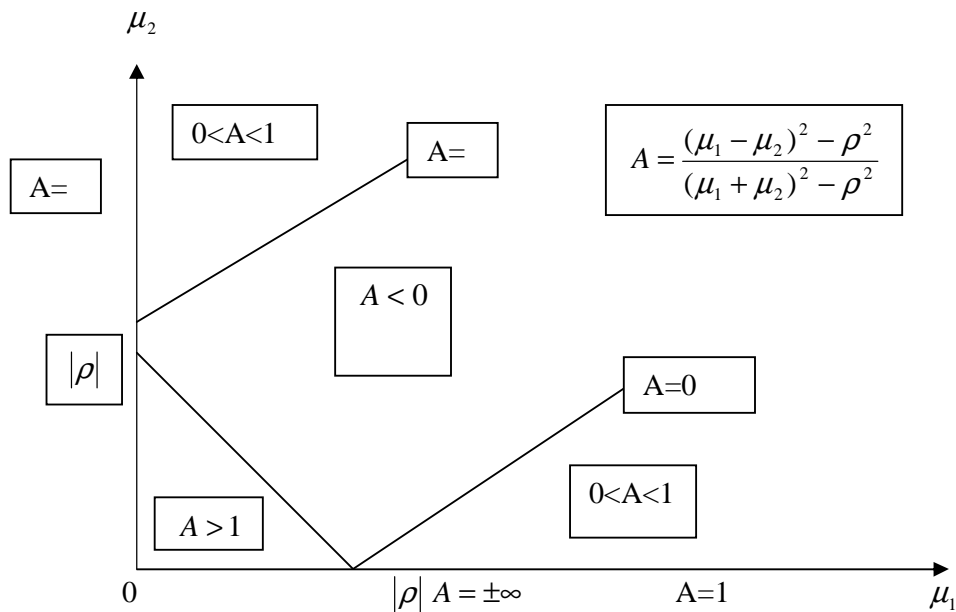 μ₂
0<A<1
A=
A = \frac{(μ₁ − μ₂)² − ρ²}{(μ₁ + μ₂)² − ρ²}
A=
A < 0
|ρ|
A=0
0<A<1
A > 1
0
|ρ| A = ±∞
A=1
μ₁